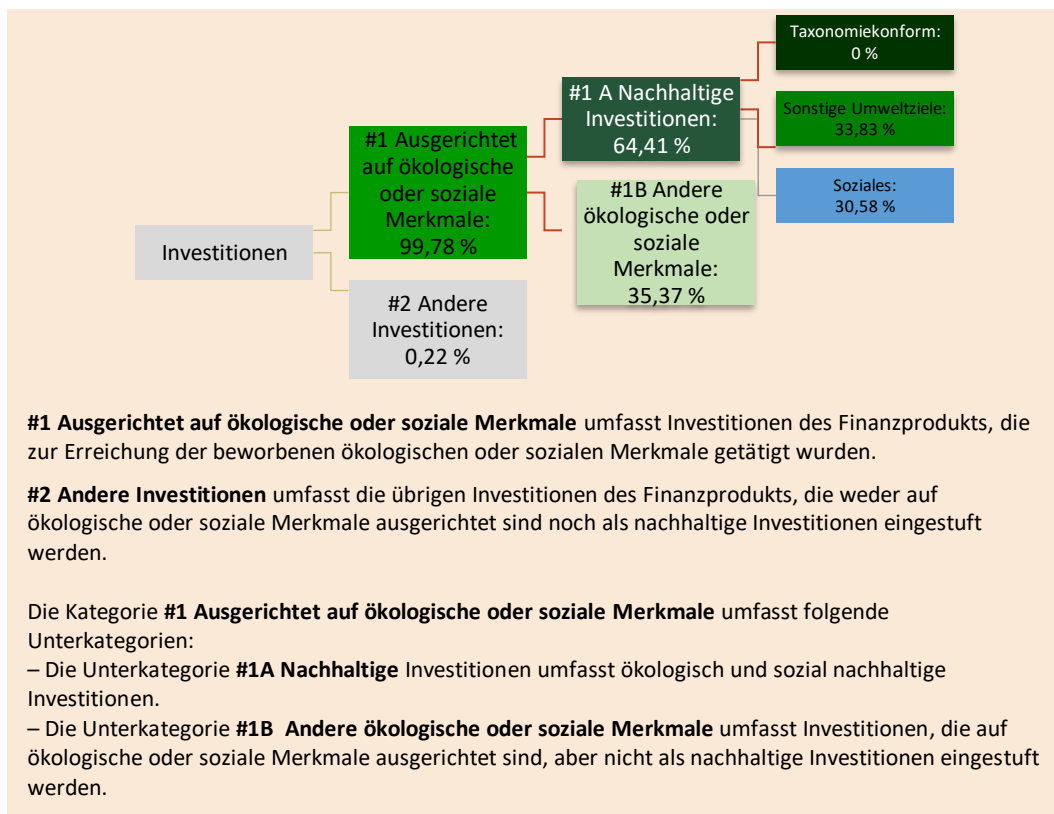 Taxonomiekonform:
0 %
#1 A Nachhaltige
Investitionen:
64,41 %
Sonstige Umweltziele:
33,83 %
#1 Ausgerichtet
auf ökologische
oder soziale
Merkmale:
99,78 %
#1B Andere
ökologische oder
soziale
Merkmale:
35,37 %
Soziales:
30,58 %
Investitionen
#2 Andere
Investitionen:
0,22 %
#1 Ausgerichtet auf ökologische oder soziale Merkmale umfasst Investitionen des Finanzprodukts, die
zur Erreichung der beworbenen ökologischen oder sozialen Merkmale getätigt wurden.
#2 Andere Investitionen umfasst die übrigen Investitionen des Finanzprodukts, die weder auf
ökologische oder soziale Merkmale ausgerichtet sind noch als nachhaltige Investitionen eingestuft
werden.
Die Kategorie #1 Ausgerichtet auf ökologische oder soziale Merkmale umfasst folgende
Unterkategorien:
– Die Unterkategorie #1A Nachhaltige Investitionen umfasst ökologisch und sozial nachhaltige
Investitionen.
– Die Unterkategorie #1B Andere ökologische oder soziale Merkmale umfasst Investitionen, die auf
ökologische oder soziale Merkmale ausgerichtet sind, aber nicht als nachhaltige Investitionen eingestuft
werden.